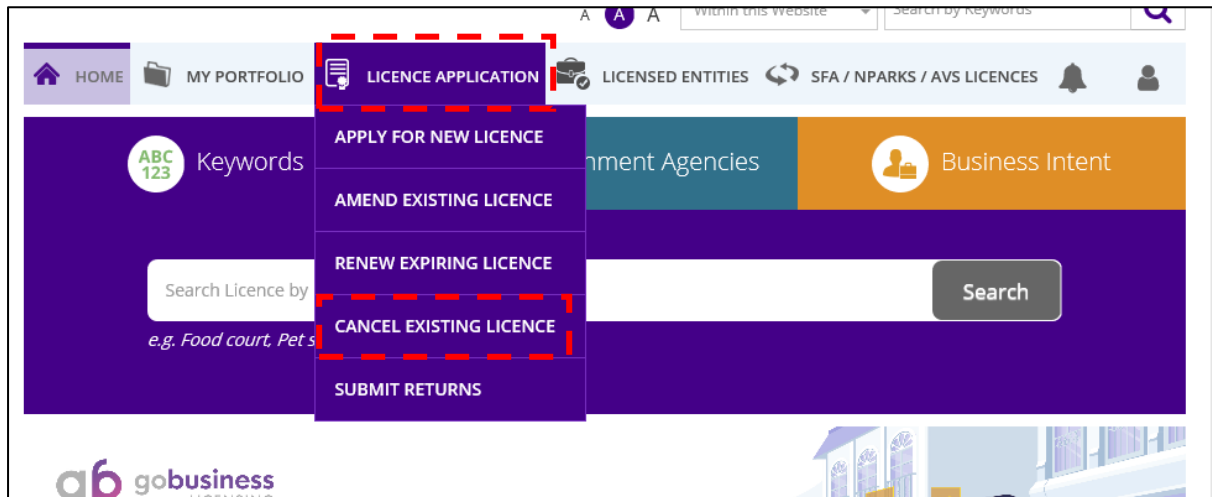 A A A Within this Website Search by Keywords
HOME MY PORTFOLIO LICENCE APPLICATION LICENSED ENTITIES SFA / NPARKS / AVS LICENCES
APPLY FOR NEW LICENCE
ABC
123
Keywords nment Agencies Business Intent
AMEND EXISTING LICENCE
RENEW EXPIRING LICENCE
Search Licence by Search
CANCEL EXISTING LICENCE
e.g. Food court, Pet s
SUBMIT RETURNS
gobusiness
LICENSING